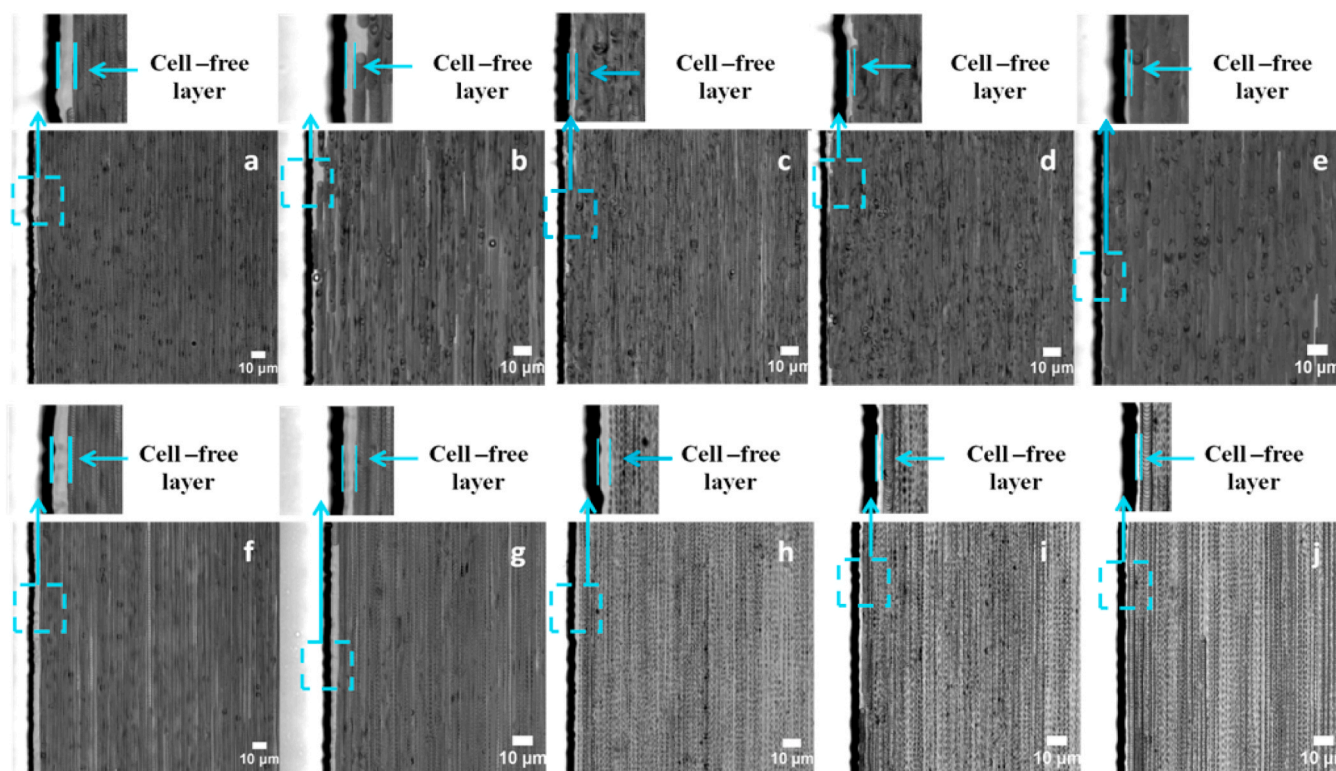 Cell –free
layer
Cell –free
layer
Cell –free
layer
Cell –free
layer
Cell –free
layer
a
10 µm
b
10 µm
c
10 µm
d
10 µm
e
10 µm
Cell –free
layer
Cell –free
layer
Cell –free
layer
Cell –free
layer
Cell –free
layer
f
10 µm
g
10 µm
h
10 µm
i
10 µm
j
10 µm